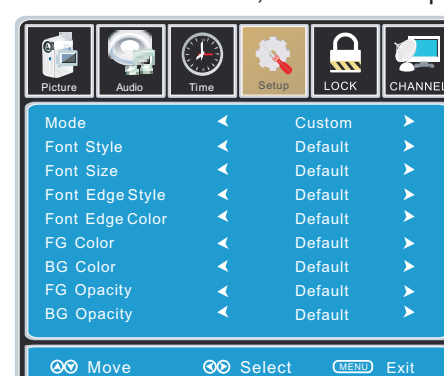 Picture Audio Time Setup LOCK CHANNEL
Mode Custom
Font Style Default
Font Size Default
Font Edge Style Default
Font Edge Color Default
FG Color Default
BG Color Default
FG Opacity Default
BG Opacity Default
Move Select MENU Exit